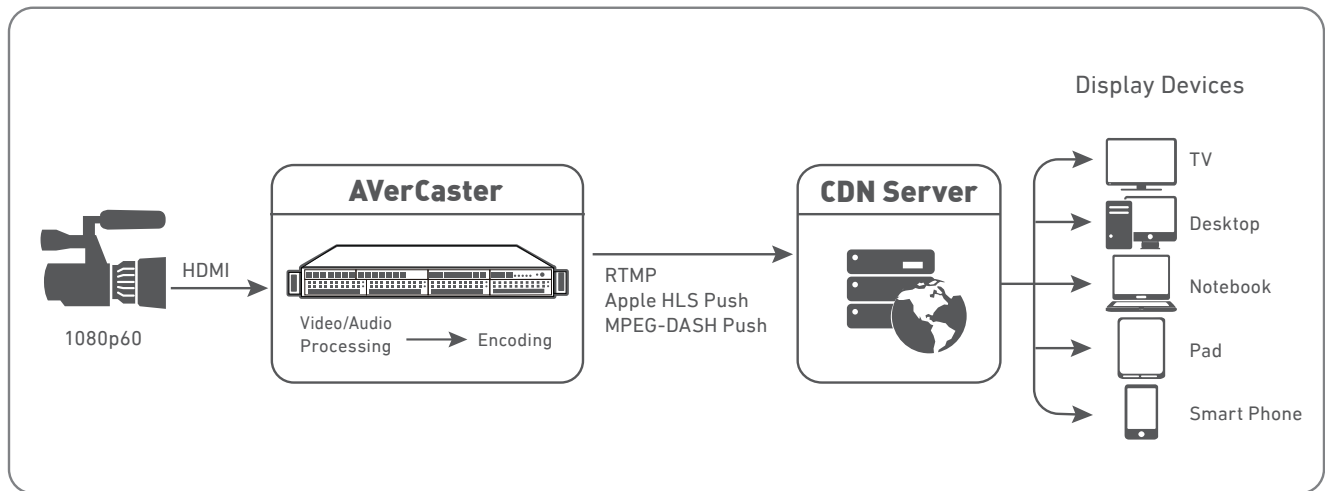 Display Devices
AVerCaster
CDN Server
TV
Desktop
HDMI
RTMP
Apple HLS Push
MPEG-DASH Push
Notebook
1080p60
Video/Audio
Processing
Encoding
Pad
Smart Phone